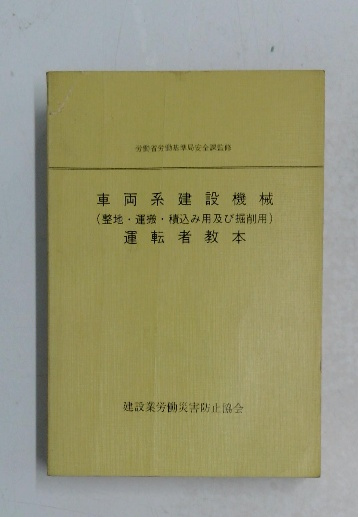 労働省労働基準局安全課監修
車両系建設機械
(整地・運搬・積込み用及び掘削用)
運転者教本
建設業労働災害防止協会